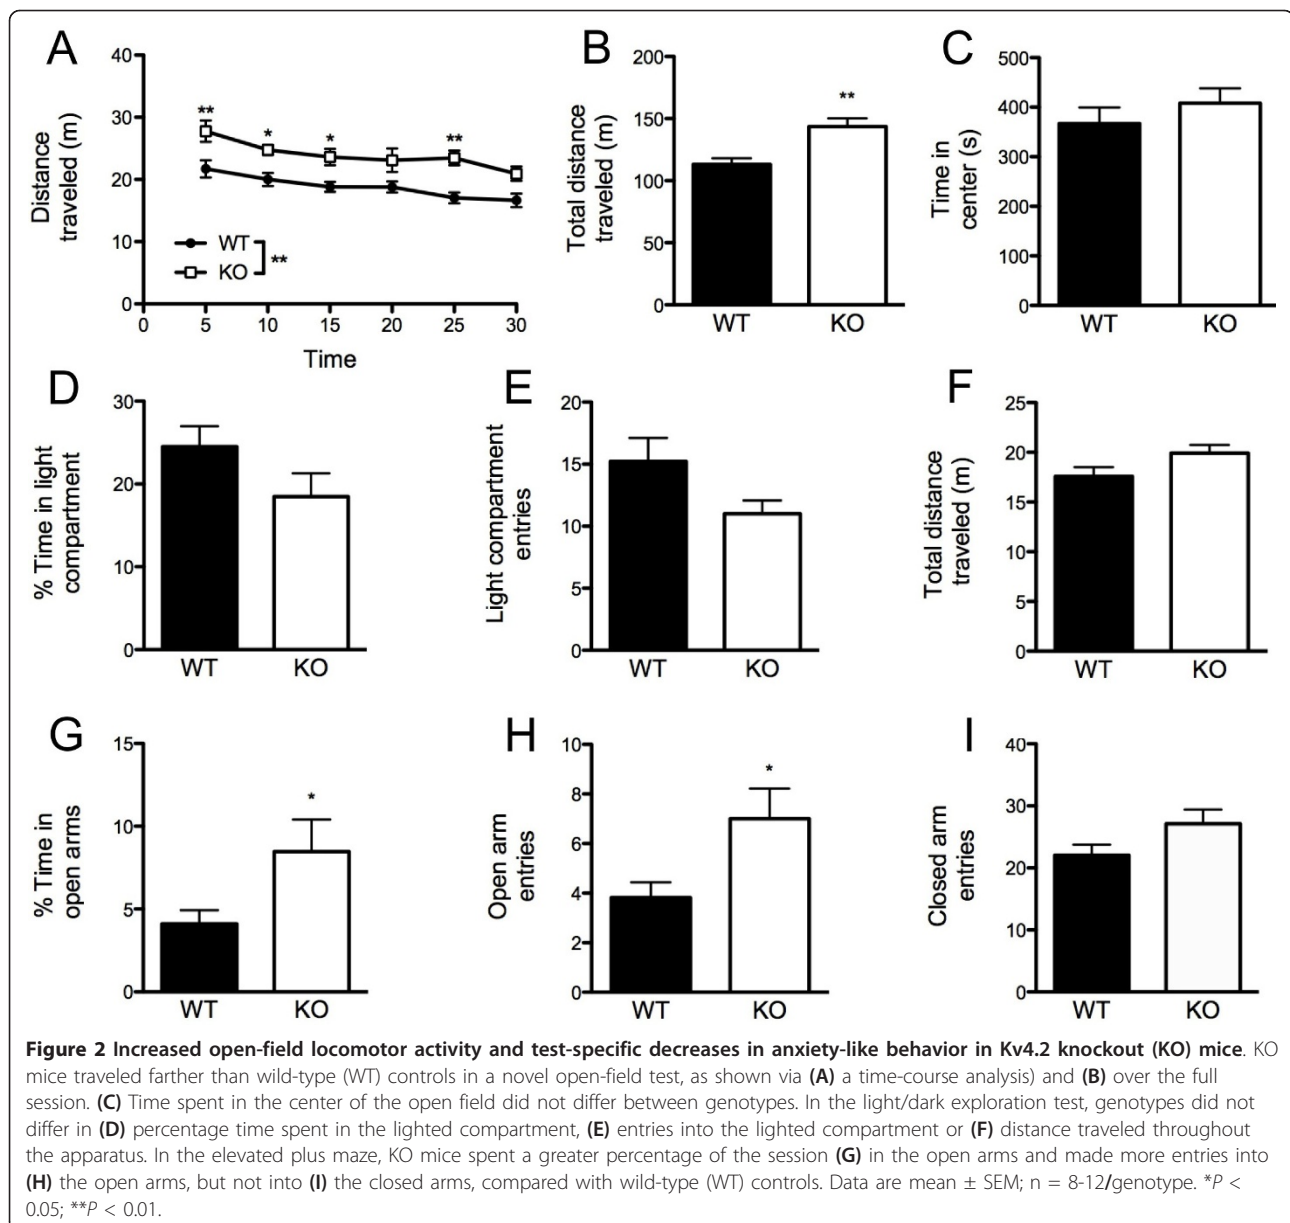 A
Distance
traveled (m)
40
30
20
10
0
** * * **
WT
KO
**
0 5 10 15 20 25 30
Time
B
Total distance
traveled (m)
200
150
100
50
0
**
WT KO
C
Time in
center (s)
500
400
300
200
100
0
WT KO
D
% Time in light
compartment
30
20
10
0
WT KO
E
Light compartment
entries
20
15
10
5
0
WT KO
F
Total distance
traveled (m)
25
20
15
10
5
0
WT KO
G
% Time in
open arms
15
10
5
0
*
WT KO
H
Open arm
entries
10
8
6
4
2
0
*
WT KO
I
Closed arm
entries
40
30
20
10
0
WT KO
Figure 2 Increased open-field locomotor activity and test-specific decreases in anxiety-like behavior in Kv4.2 knockout (KO) mice. KO
mice traveled farther than wild-type (WT) controls in a novel open-field test, as shown via (A) a time-course analysis) and (B) over the full
session. (C) Time spent in the center of the open field did not differ between genotypes. In the light/dark exploration test, genotypes did not
differ in (D) percentage time spent in the lighted compartment, (E) entries into the lighted compartment or (F) distance traveled throughout
the apparatus. In the elevated plus maze, KO mice spent a greater percentage of the session (G) in the open arms and made more entries into
(H) the open arms, but not into (I) the closed arms, compared with wild-type (WT) controls. Data are mean ± SEM; n = 8-12/genotype. *P <
0.05; **P < 0.01.